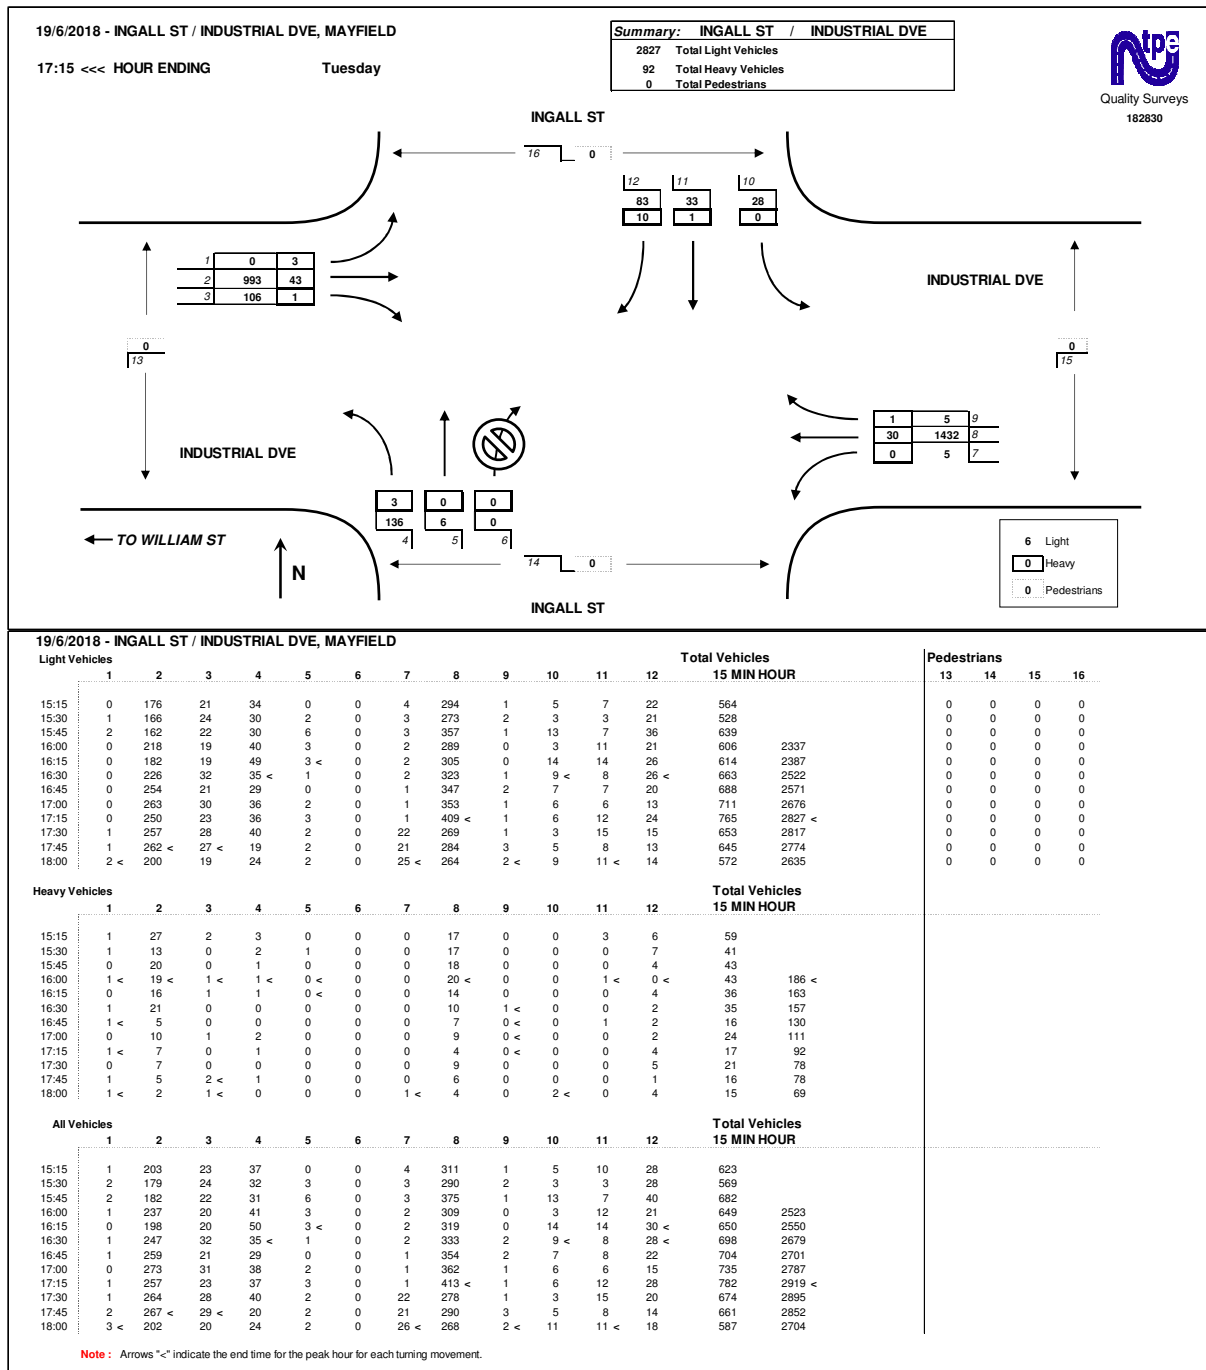 19/6/2018 - INGALL ST / INDUSTRIAL DVE, MAYFIELD
17:15 <<< HOUR ENDING Tuesday
Summary: INGALL ST / INDUSTRIAL DVE
2827 Total Light Vehicles
92 Total Heavy Vehicles
0 Total Pedestrians
tpe
Quality Surveys
182830
INGALL ST
16 0
12 11 10
83 33 28
10 1 0
1 0 3
2 993 43
3 106 1
INDUSTRIAL DVE
0
13
0
15
1 5 9
30 1432 8
0 5 7
INDUSTRIAL DVE
3 0 0
136 6 0
4 5 6
TO WILLIAM ST
N
14 0
INGALL ST
6 Light
0 Heavy
0 Pedestrians
19/6/2018 - INGALL ST / INDUSTRIAL DVE, MAYFIELD
Light Vehicles Total Vehicles Pedestrians
1 2 3 4 5 6 7 8 9 10 11 12 15 MIN HOUR 13 14 15 16
15:15 0 176 21 34 0 0 4 294 1 5 7 22 564 0 0 0 0
15:30 1 166 24 30 2 0 3 273 2 3 3 21 528 0 0 0 0
15:45 2 162 22 30 6 0 3 357 1 13 7 36 639 0 0 0 0
16:00 0 218 19 40 3 0 2 289 0 3 11 21 606 2337 0 0 0 0
16:15 0 182 19 49 3 < 0 2 305 0 14 14 26 614 2387 0 0 0 0
16:30 0 226 32 35 < 1 0 2 323 1 9 < 8 26 < 663 2522 0 0 0 0
16:45 0 254 21 29 0 0 1 347 2 7 7 20 688 2571 0 0 0 0
17:00 0 263 30 36 2 0 1 353 1 6 6 13 711 2676 0 0 0 0
17:15 0 250 23 36 3 0 1 409 < 1 6 12 24 765 2827 < 0 0 0 0
17:30 1 257 28 40 2 0 22 269 1 3 15 15 653 2817 0 0 0 0
17:45 1 262 < 27 < 19 2 0 21 284 3 5 8 13 645 2774 0 0 0 0
18:00 2 < 200 19 24 2 0 25 < 264 2 < 9 11 < 14 572 2635 0 0 0 0
Heavy Vehicles Total Vehicles
1 2 3 4 5 6 7 8 9 10 11 12 15 MIN HOUR
15:15 1 27 2 3 0 0 0 17 0 0 3 6 59
15:30 1 13 0 2 1 0 0 17 0 0 0 7 41
15:45 0 20 0 1 0 0 0 18 0 0 0 4 43
16:00 1 < 19 < 1 < 1 < 0 < 0 0 20 < 0 0 1 < 0 < 43 186 <
16:15 0 16 1 1 0 < 0 0 14 0 0 0 4 36 163
16:30 1 21 0 0 0 0 0 10 1 < 0 0 2 35 157
16:45 1 < 5 0 0 0 0 0 7 0 < 0 1 2 16 130
17:00 0 10 1 2 0 0 0 9 0 < 0 0 2 24 111
17:15 1 < 7 0 1 0 0 0 4 0 < 0 0 4 17 92
17:30 0 7 0 0 0 0 0 9 0 0 0 5 21 78
17:45 1 5 2 < 1 0 0 0 6 0 0 0 1 16 78
18:00 1 < 2 1 < 0 0 0 1 < 4 0 2 < 0 4 15 69
All Vehicles Total Vehicles
1 2 3 4 5 6 7 8 9 10 11 12 15 MIN HOUR
15:15 1 203 23 37 0 0 4 311 1 5 10 28 623
15:30 2 179 24 32 3 0 3 290 2 3 3 28 569
15:45 2 182 22 31 6 0 3 375 1 13 7 40 682
16:00 1 237 20 41 3 0 2 309 0 3 12 21 649 2523
16:15 0 198 20 50 3 < 0 2 319 0 14 14 30 < 650 2550
16:30 1 247 32 35 < 1 0 2 333 2 9 < 8 28 < 698 2679
16:45 1 259 21 29 0 0 1 354 2 7 8 22 704 2701
17:00 0 273 31 38 2 0 1 362 1 6 6 15 735 2787
17:15 1 257 23 37 3 0 1 413 < 1 6 12 28 782 2919 <
17:30 1 264 28 40 2 0 22 278 1 3 15 20 674 2895
17:45 2 267 < 29 < 20 2 0 21 290 3 5 8 14 661 2852
18:00 3 < 202 20 24 2 0 26 < 268 2 < 11 11 < 18 587 2704
Note : Arrows "<" indicate the end time for the peak hour for each turning movement.